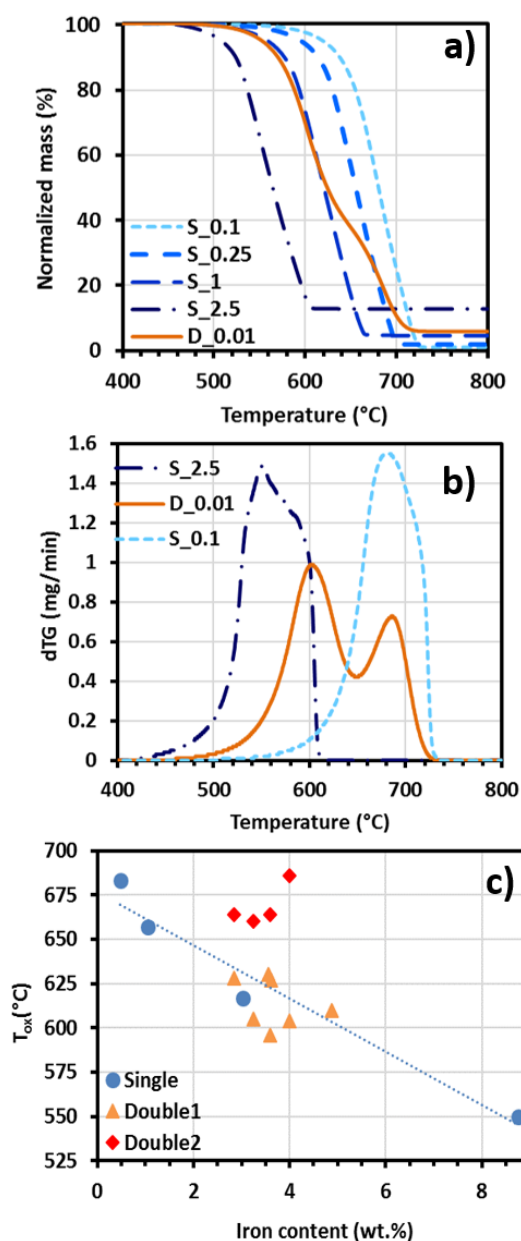 a)
Normalized mass (%)
100
80
60
40
20
0
S_0.1
S_0.25
S_1
S_2.5
D_0.01
400 500 600 700 800
Temperature (°C)
b)
dTG (mg/min)
1.6
1.4
1.2
1
0.8
0.6
0.4
0.2
0
S_2.5
D_0.01
S_0.1
400 500 600 700 800
Temperature (°C)
c)
Tox(°C)
700
675
650
625
600
575
550
525
Single
Double1
Double2
0 2 4 6 8
Iron content (wt.%)